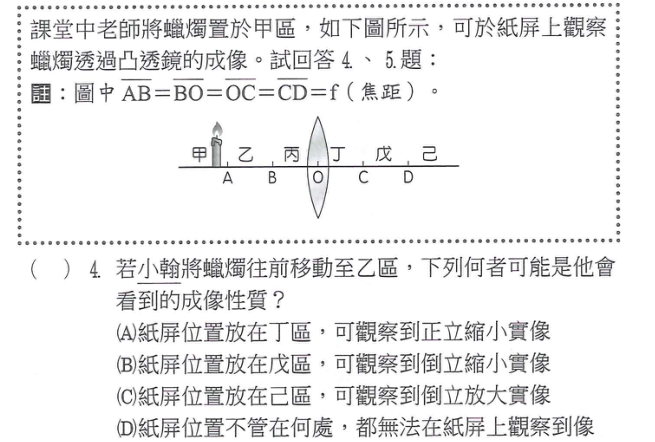 課堂中老師將蠟燭置於甲區，如下圖所示，可於紙屏上觀察
蠟燭透過凸透鏡的成像。試回答 4、5.題：
註：圖中 AB＝BO＝OC＝CD＝f（焦距）。
甲 乙 丙 丁 戊 己
A B O C D
（ ）4. 若小翰將蠟燭往前移動至乙區，下列何者可能是他會
看到的成像性質？
(A)紙屏位置放在丁區，可觀察到正立縮小實像
(B)紙屏位置放在戊區，可觀察到倒立縮小實像
(C)紙屏位置放在己區，可觀察到倒立放大實像
(D)紙屏位置不管在何處，都無法在紙屏上觀察到像